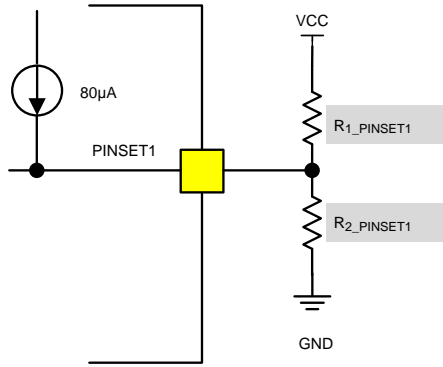 VCC
80µA
R1_PINSET1
PINSET1
R2_PINSET1
GND